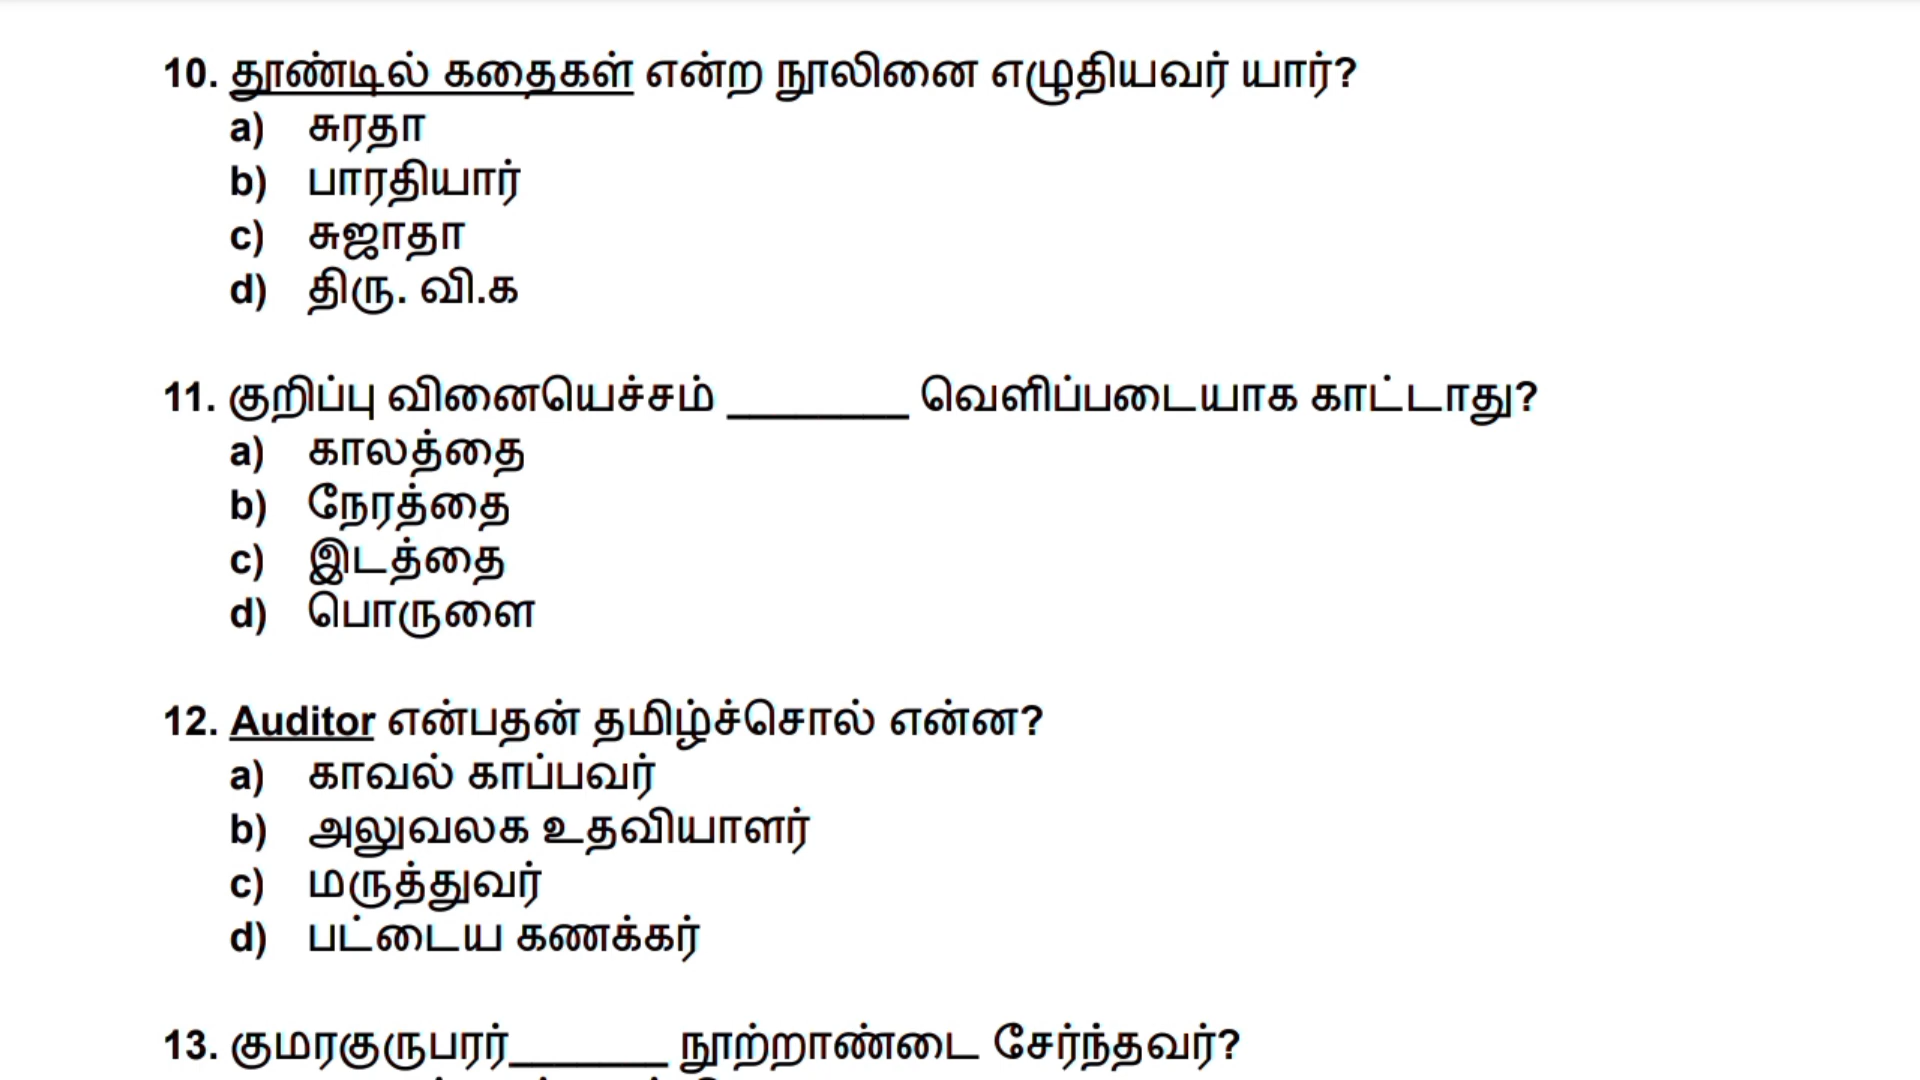 10. தூண்டில் கதைகள் என்ற நூலினை எழுதியவர் யார்?
a) சுரதா
b) பாரதியார்
c) சுஜாதா
d) திரு. வி.க
11. குறிப்பு வினையெச்சம் ________ வெளிப்படையாக காட்டாது?
a) காலத்தை
b) நேரத்தை
c) இடத்தை
d) பொருளை
12. Auditor என்பதன் தமிழ்ச்சொல் என்ன?
a) காவல் காப்பவர்
b) அலுவலக உதவியாளர்
c) மருத்துவர்
d) பட்டைய கணக்கர்
13. குமரகுருபரர்_______ நூற்றாண்டை சேர்ந்தவர்?